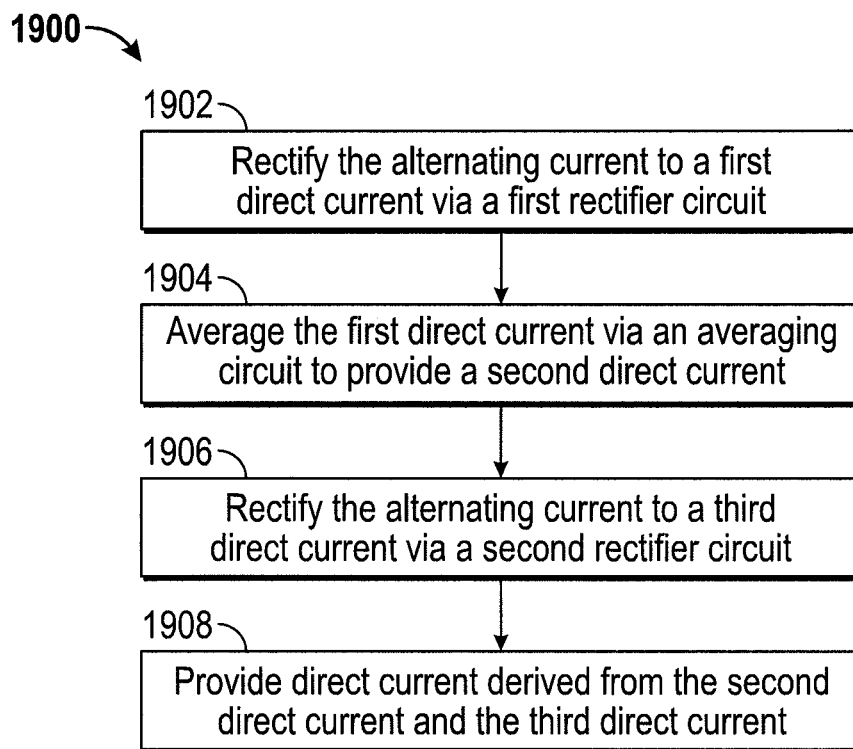 1900
1902
Rectify the alternating current to a first
direct current via a first rectifier circuit
1904
Average the first direct current via an averaging
circuit to provide a second direct current
1906
Rectify the alternating current to a third
direct current via a second rectifier circuit
1908
Provide direct current derived from the second
direct current and the third direct current